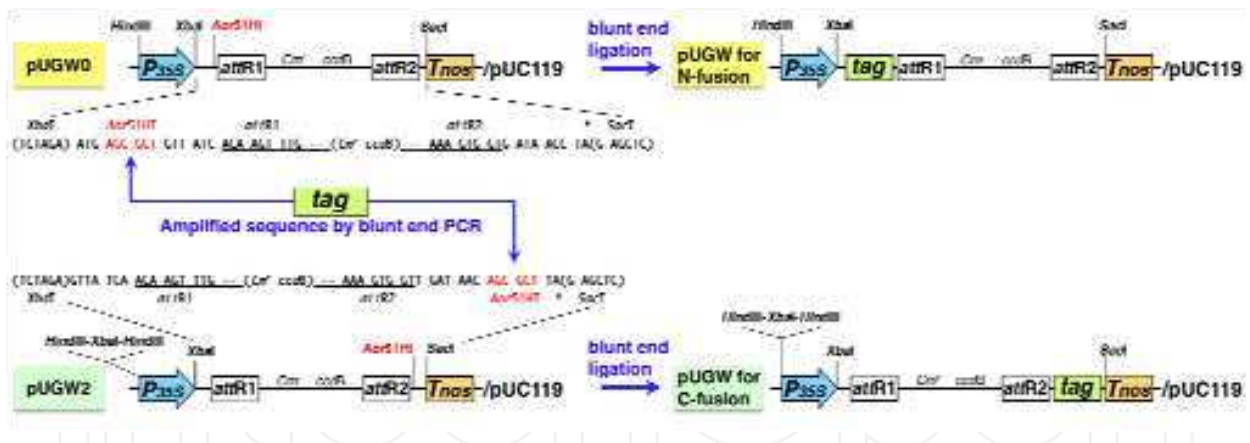 HindIII XbaI Aor51HI SacI
pUGW0 P35S attR1 Cmr ccdB attR2 Tnos /pUC119
blunt end ligation
HindIII XbaI SacI
pUGW for N-fusion P35S tag attR1 Cmr ccdB attR2 Tnos /pUC119
XbaI Aor51HI attR1 attR2 * SacI
(TCTAGA) ATG AGC GCT GTT ATC ACA AGT TTG -- (Cmr ccdB) -- AAA GTG GTG ATA ACC TA(G AGCTC)
tag
Amplified sequence by blunt end PCR
(TCTAGA)GTTA TCA ACA AGT TTG -- (Cmr ccdB) -- AAA GTG GTT GAT AAC AGC GCT TA(G AGCTC)
XbaI attR1 attR2 Aor51HI * SacI
HindIII-XbaI-HindIII XbaI Aor51HI SacI
pUGW2 P35S attR1 Cmr ccdB attR2 Tnos /pUC119
blunt end ligation
HindIII-XbaI-HindIII
XbaI SacI
pUGW for C-fusion P35S attR1 Cmr ccdB attR2 tag Tnos /pUC119